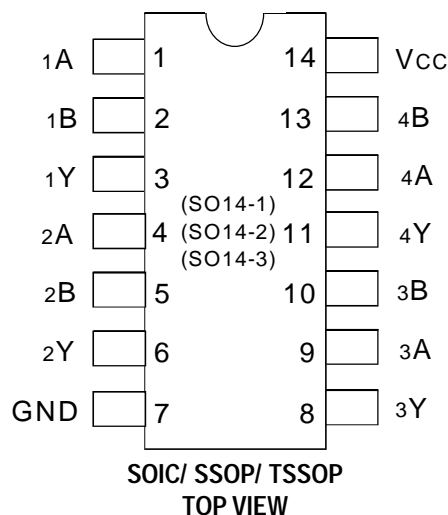 1A 1 14 VCC
1B 2 13 4B
1Y 3 12 4A
(SO14-1)
2A 4 (SO14-2) 11 4Y
(SO14-3)
2B 5 10 3B
2Y 6 9 3A
GND 7 8 3Y
SOIC/ SSOP/ TSSOP
TOP VIEW